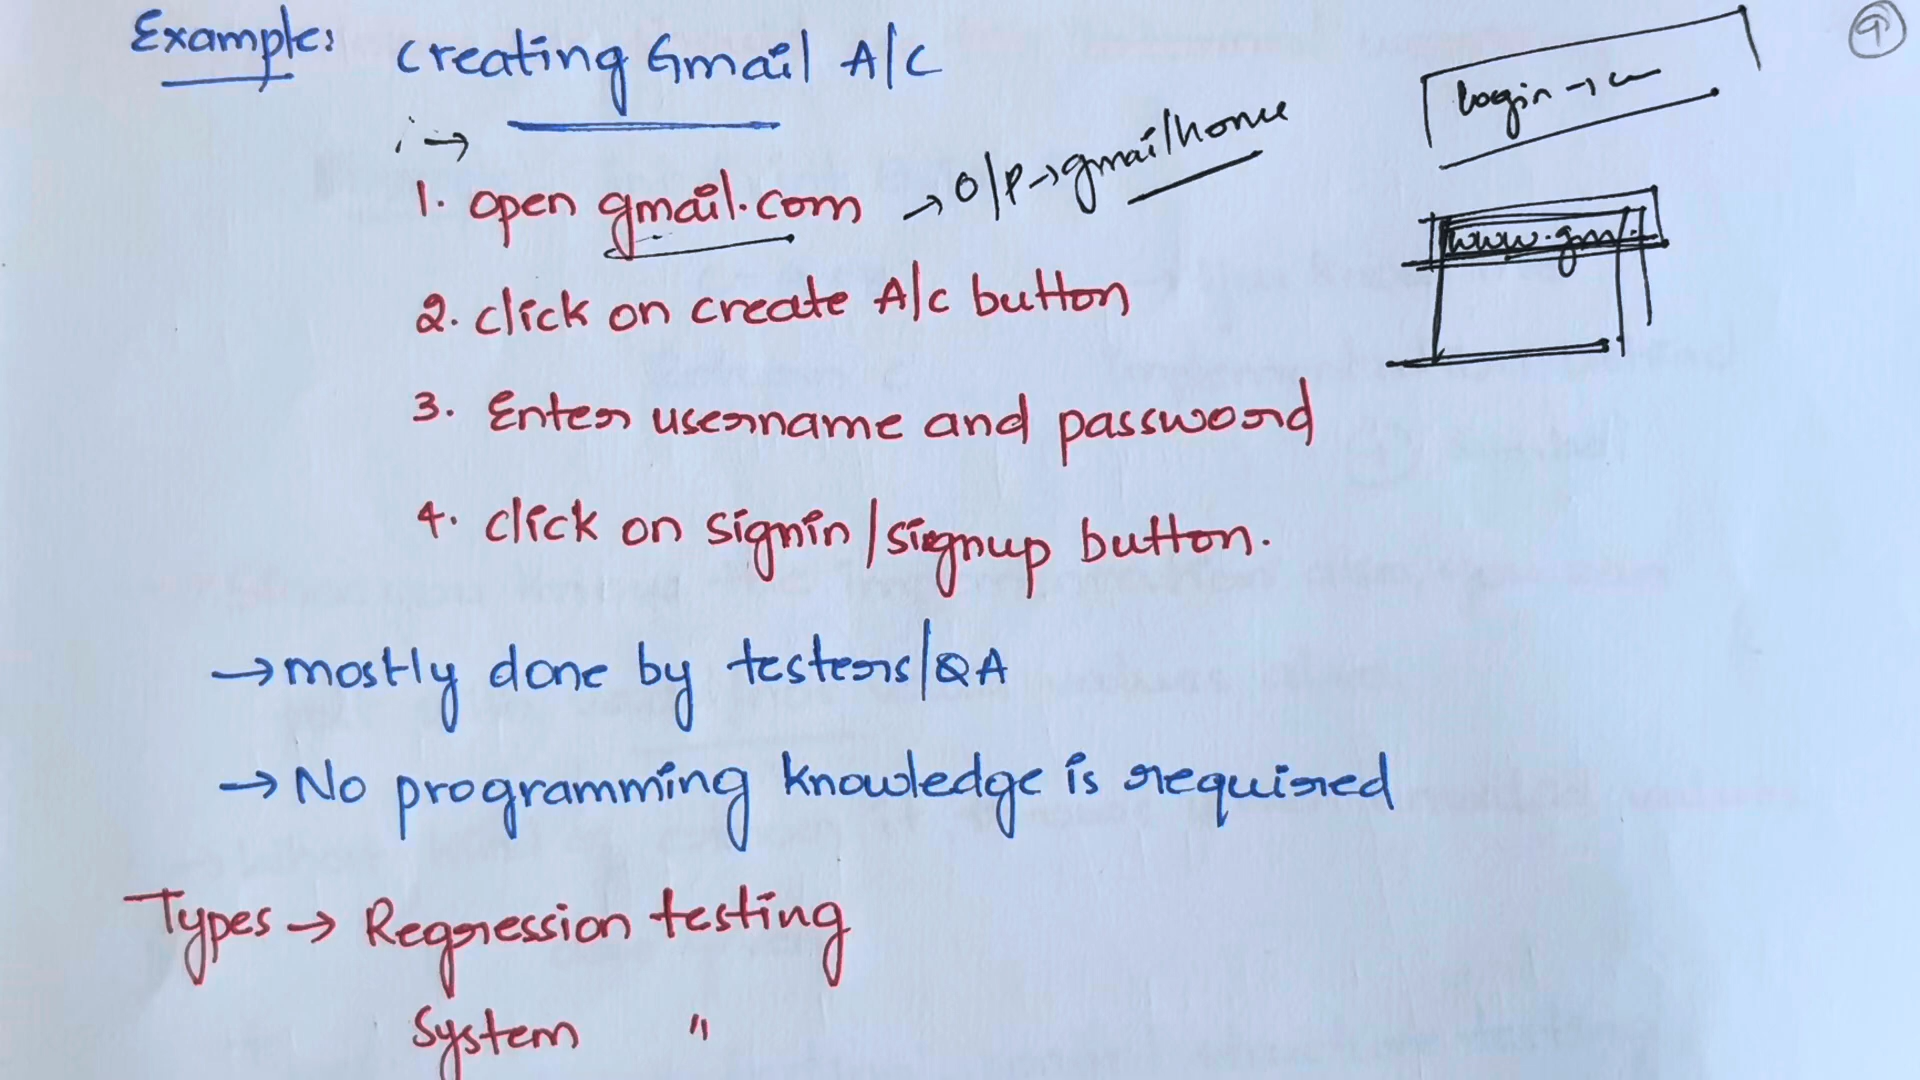 Example: Creating Gmail A/C
1. open gmail.com → O/P → gmail/home
2. click on create A/c button
3. Enter username and password
4. click on signin/signup button.
→ mostly done by testers/QA
→ No programming knowledge is required
Types → Regression testing
System "
login →
www.gm
9